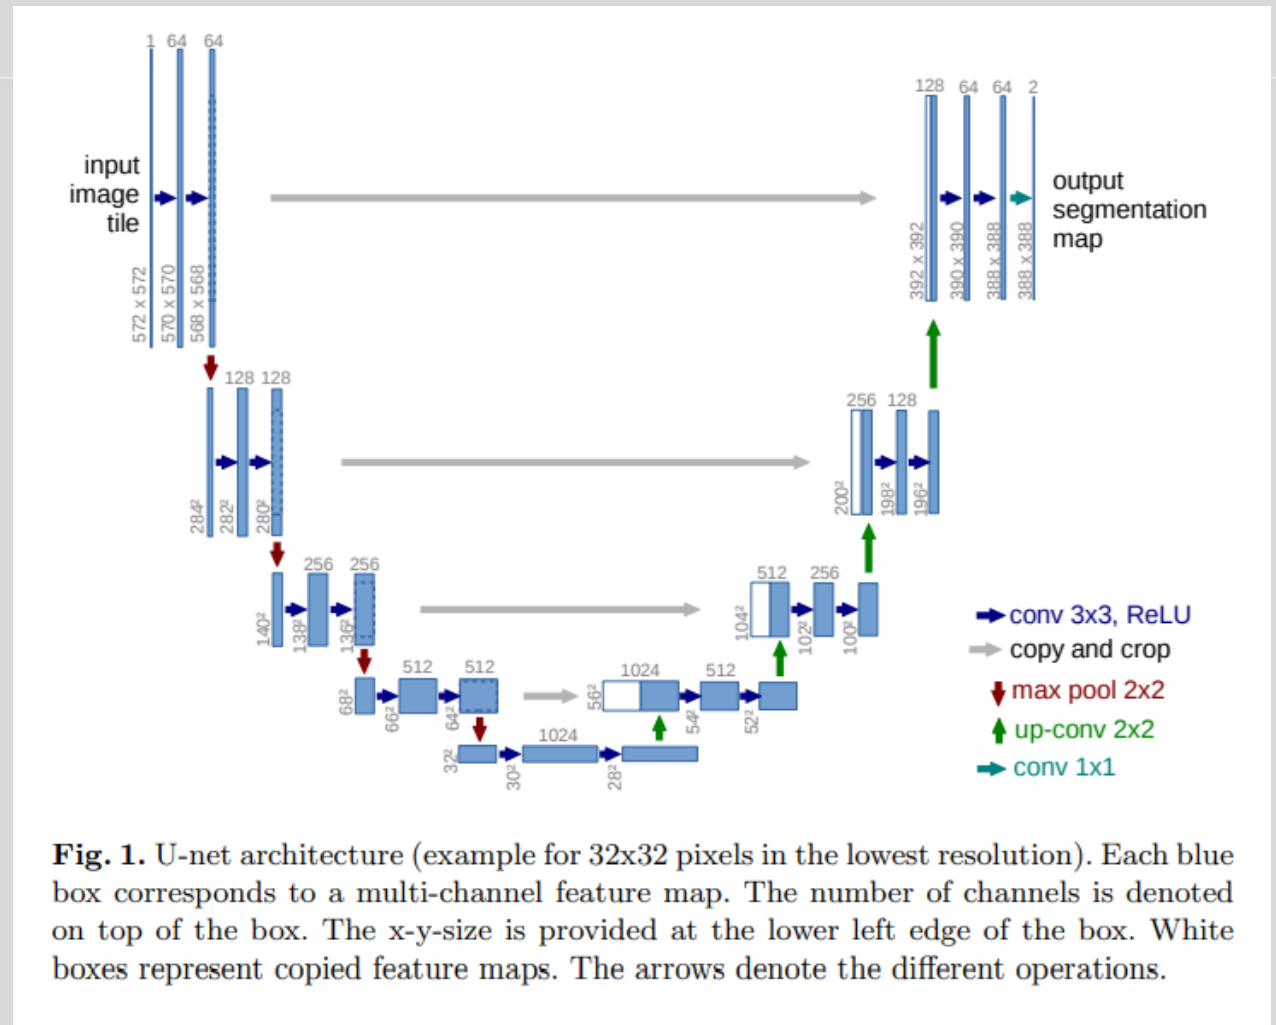 1 64 64
128 64 64 2
input
image
tile
output
segmentation
map
572 x 572
570 x 570
568 x 568
392 x 392
390 x 390
388 x 388
388 x 388
128 128
256 128
284²
282²
280²
200²
198²
196²
256 256
512 256
140²
138²
136²
104²
102²
100²
512 512
1024 512
68²
66²
64²
56²
54²
52²
1024
32²
30²
28²
conv 3x3, ReLU
copy and crop
max pool 2x2
up-conv 2x2
conv 1x1
Fig. 1. U-net architecture (example for 32x32 pixels in the lowest resolution). Each blue
box corresponds to a multi-channel feature map. The number of channels is denoted
on top of the box. The x-y-size is provided at the lower left edge of the box. White
boxes represent copied feature maps. The arrows denote the different operations.